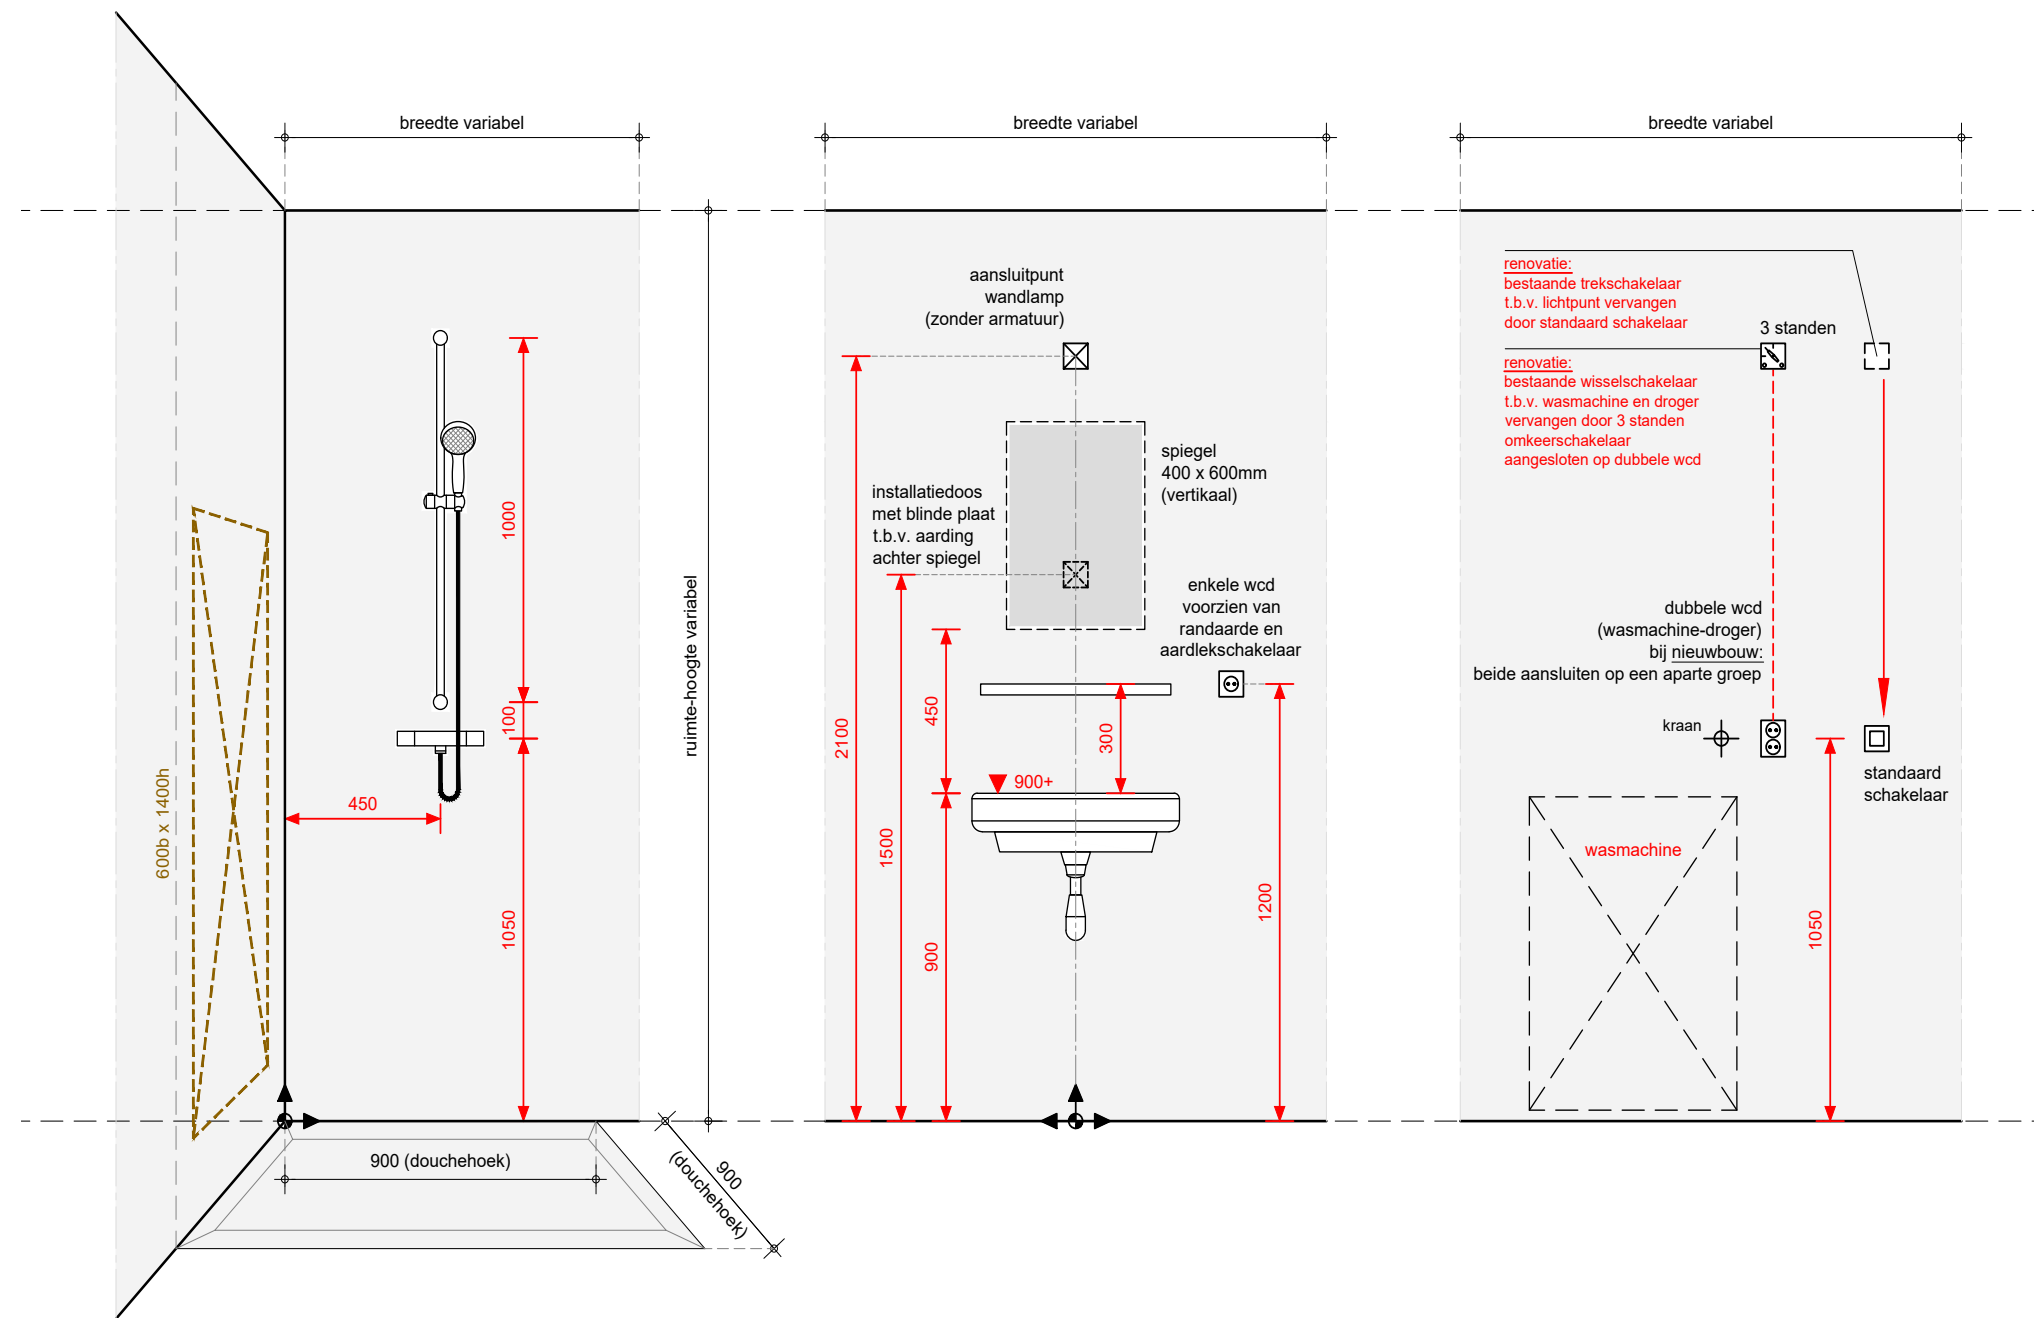 breedte variabel
1000
100
1050
450
600b x 1400h
ruimte-hoogte variabel
900 (douchehoek)
900
(douchehoek)
breedte variabel
aansluitpunt
wandlamp
(zonder armatuur)
spiegel
400 x 600mm
(vertikaal)
installatiedoos
met blinde plaat
t.b.v. aarding
achter spiegel
enkele wcd
voorzien van
randaarde en
aardlekschakelaar
2100
1500
450
900
900+
300
1200
breedte variabel
renovatie:
bestaande trekschakelaar
t.b.v. lichtpunt vervangen
door standaard schakelaar
3 standen
renovatie:
bestaande wisselschakelaar
t.b.v. wasmachine en droger
vervangen door 3 standen
omkeerschakelaar
aangesloten op dubbele wcd
dubbele wcd
(wasmachine-droger)
bij nieuwbouw:
beide aansluiten op een aparte groep
kraan
standaard
schakelaar
wasmachine
1050